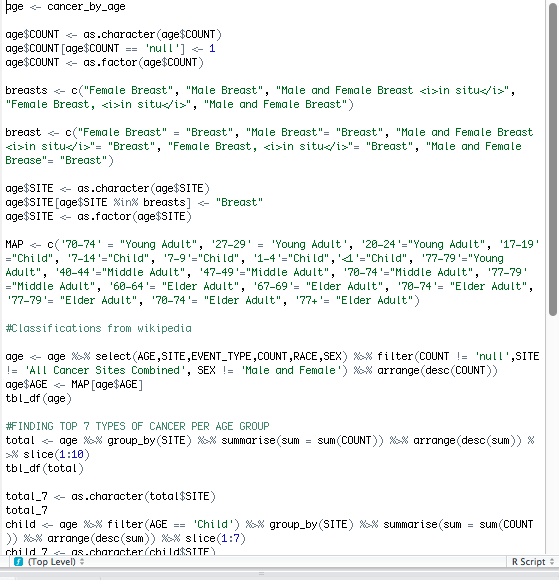 age <- cancer_by_age
age$COUNT <- as.character(age$COUNT)
age$COUNT[age$COUNT == 'null'] <- 1
age$COUNT <- as.factor(age$COUNT)
breasts <- c("Female Breast", "Male Breast", "Male and Female Breast <i>in situ</i>",
"Female Breast, <i>in situ</i>", "Male and Female Breast")
breast <- c("Female Breast" = "Breast", "Male Breast"= "Breast", "Male and Female Breast
<i>in situ</i>"= "Breast", "Female Breast, <i>in situ</i>"= "Breast", "Male and Female
Brease"= "Breast")
age$SITE <- as.character(age$SITE)
age$SITE[age$SITE %in% breasts] <- "Breast"
age$SITE <- as.factor(age$SITE)
MAP <- c('70-74' = "Young Adult", '27-29' = 'Young Adult', '20-24'="Young Adult", '17-19'
="Child", '7-14'="Child", '7-9'="Child", '1-4'="Child",'<1'="Child", '77-79'="Young
Adult", '40-44'="Middle Adult", '47-49'="Middle Adult", '70-74'="Middle Adult", '77-79'
="Middle Adult", '60-64'= "Elder Adult", '67-69'= "Elder Adult", '70-74'= "Elder Adult",
'77-79'= "Elder Adult", '70-74'= "Elder Adult", '77+'= "Elder Adult")
#Classifications from wikipedia
age <- age %>% select(AGE,SITE,EVENT_TYPE,COUNT,RACE,SEX) %>% filter(COUNT != 'null',SITE
!= 'All Cancer Sites Combined', SEX != 'Male and Female') %>% arrange(desc(COUNT))
age$AGE <- MAP[age$AGE]
tbl_df(age)
#FINDING TOP 7 TYPES OF CANCER PER AGE GROUP
total <- age %>% group_by(SITE) %>% summarise(sum = sum(COUNT)) %>% arrange(desc(sum)) %
>% slice(1:10)
tbl_df(total)
total_7 <- as.character(total$SITE)
total_7
child <- age %>% filter(AGE == 'Child') %>% group_by(SITE) %>% summarise(sum = sum(COUNT
)) %>% arrange(desc(sum)) %>% slice(1:7)
child_7 <- as.character(child$SITE)
(Top Level)
R Script